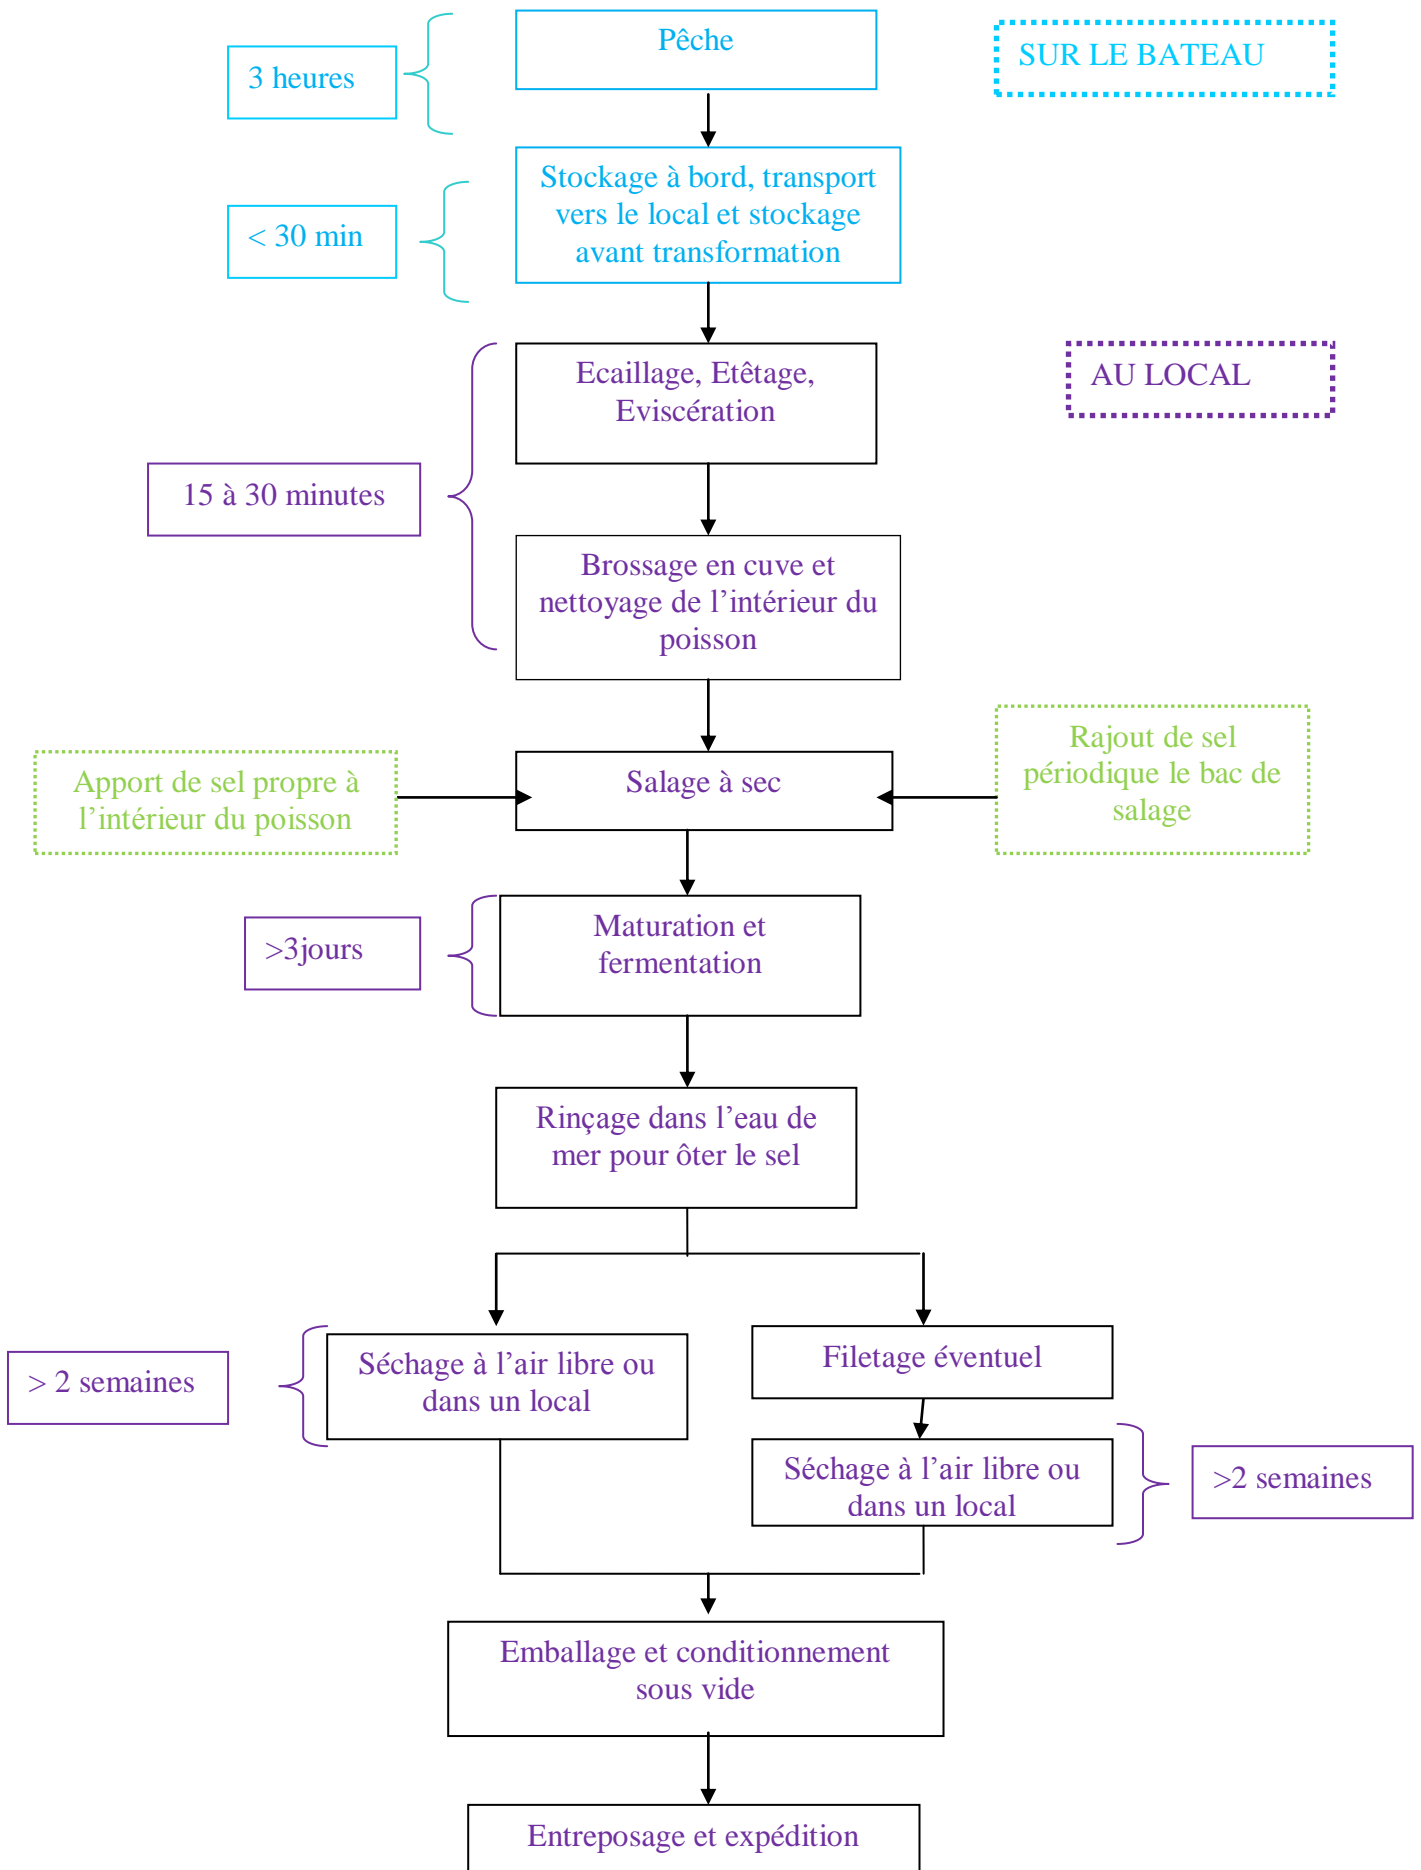 Pêche
SUR LE BATEAU
3 heures
Stockage à bord, transport
vers le local et stockage
avant transformation
< 30 min
Ecaillage, Etêtage,
Eviscération
AU LOCAL
15 à 30 minutes
Brossage en cuve et
nettoyage de l’intérieur du
poisson
Apport de sel propre à
l’intérieur du poisson
Salage à sec
Rajout de sel
périodique le bac de
salage
>3jours
Maturation et
fermentation
Rinçage dans l’eau de
mer pour ôter le sel
> 2 semaines
Séchage à l’air libre ou
dans un local
Filetage éventuel
Séchage à l’air libre ou
dans un local
>2 semaines
Emballage et conditionnement
sous vide
Entreposage et expédition